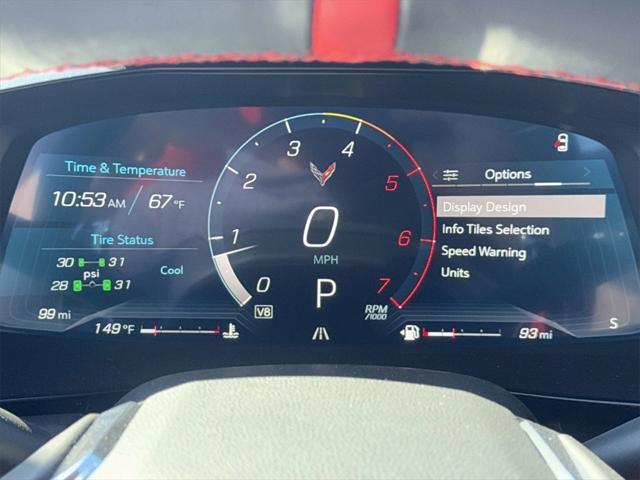 Time & Temperature
10:53 AM / 67 °F
Tire Status
30 31
psi
28 31
Cool
99 mi
149 °F
0
1
2
3
4
5
6
7
0
MPH
P
V8
RPM
/1000
Options
Display Design
Info Tiles Selection
Speed Warning
Units
93 mi
S